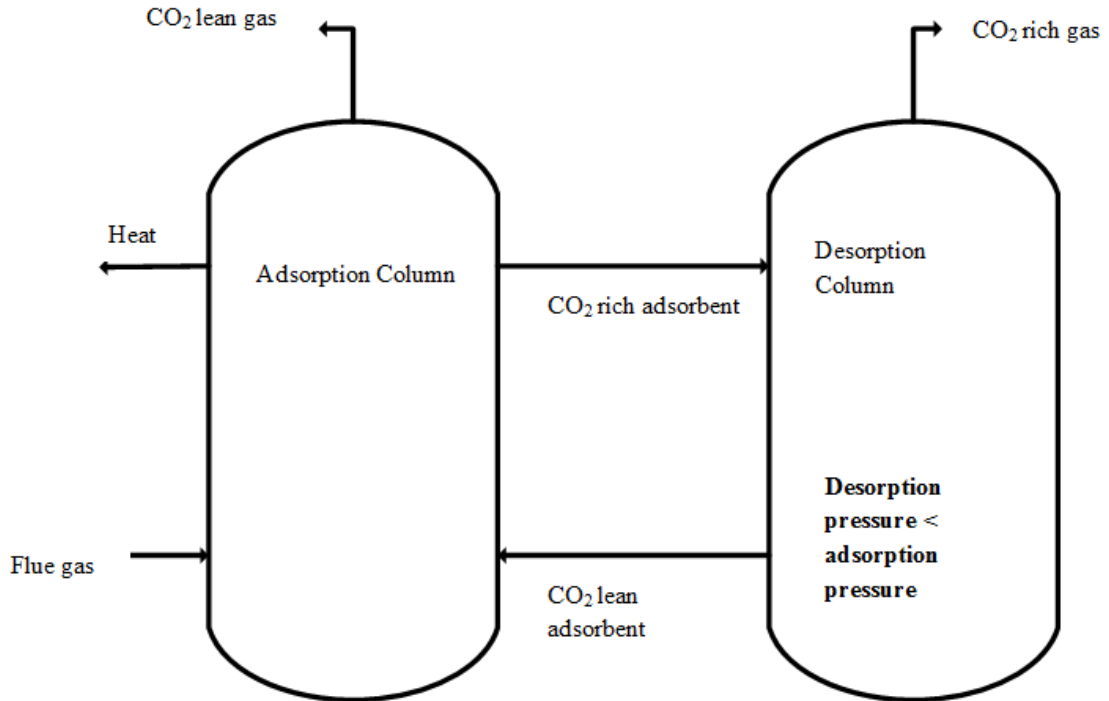 CO₂ lean gas
CO₂ rich gas
Heat
Adsorption Column
Desorption
Column
CO₂ rich adsorbent
Desorption
pressure <
adsorption
pressure
Flue gas
CO₂ lean
adsorbent